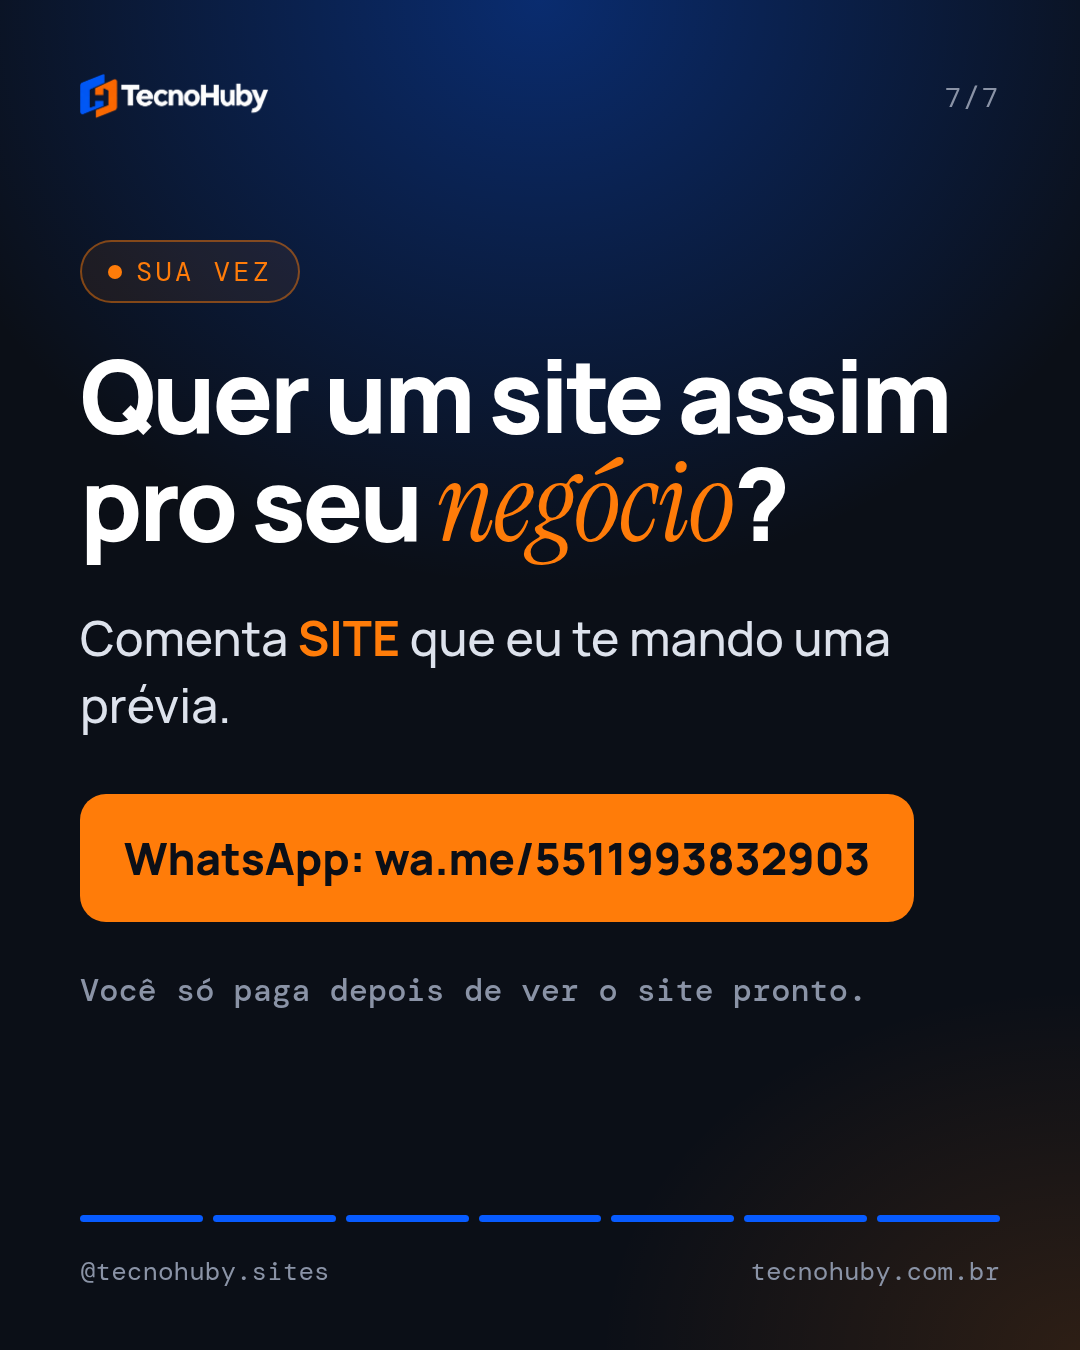 TecnoHuby
7/7
SUA VEZ
Quer um site assim
pro seu negócio?
Comenta SITE que eu te mando uma
prévia.
WhatsApp: wa.me/5511993832903
Você só paga depois de ver o site pronto.
@tecnohuby.sites
tecnohuby.com.br